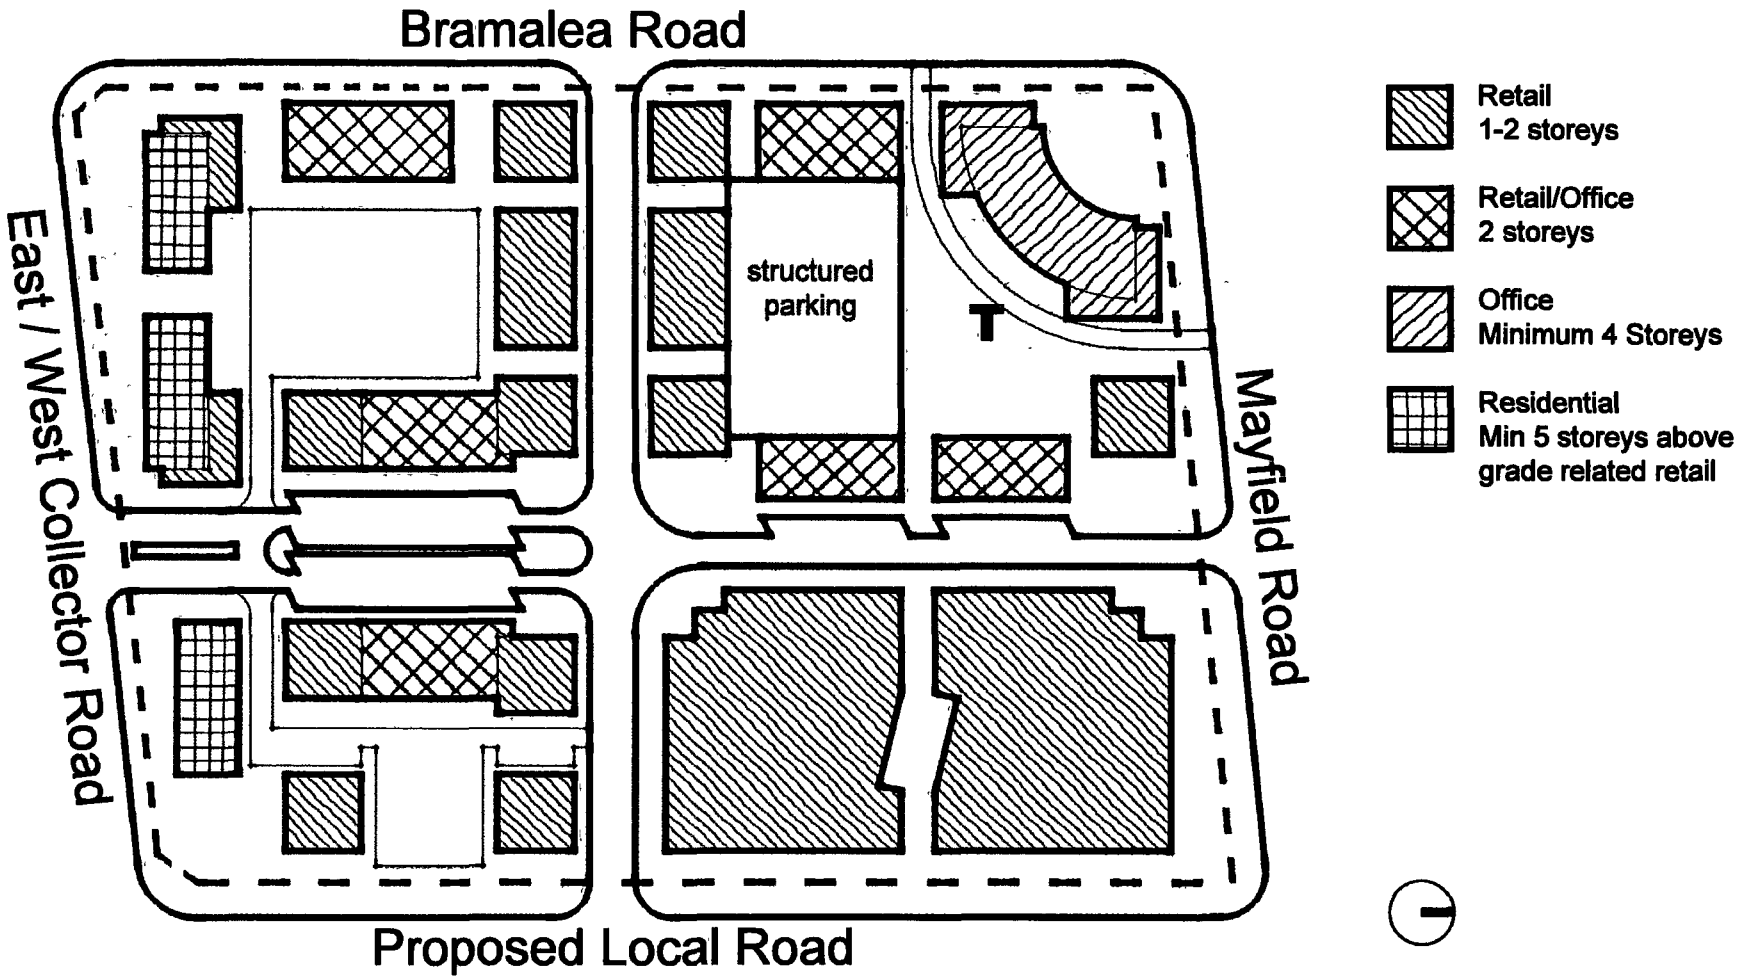 Bramalea Road
Retail
1-2 storeys
Retail/Office
2 storeys
Office
Minimum 4 Storeys
Residential
Min 5 storeys above
grade related retail
East / West Collector Road
structured
parking
T
Mayfield Road
Proposed Local Road